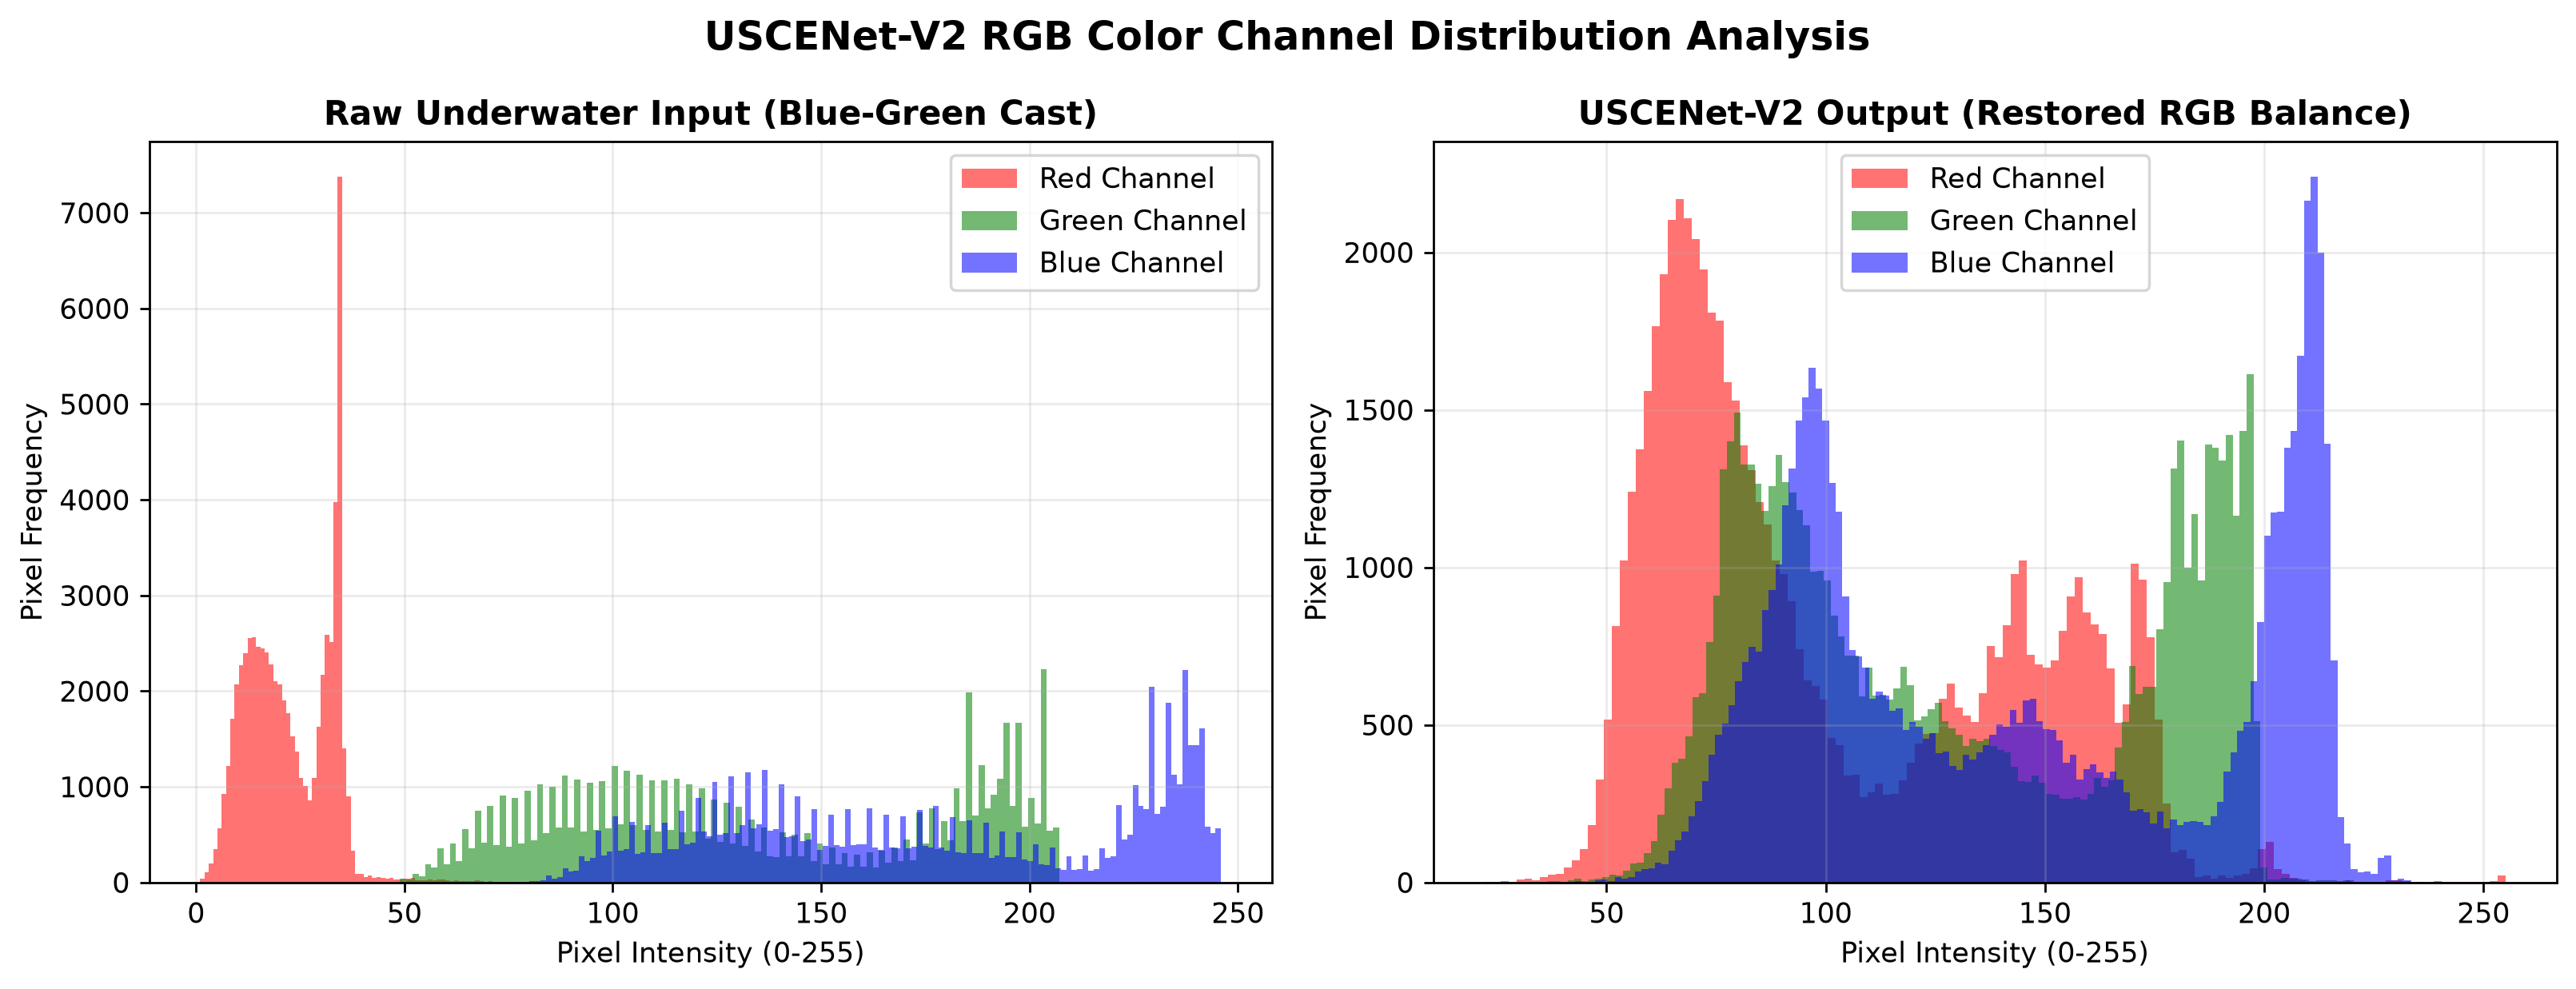 USCENet-V2 RGB Color Channel Distribution Analysis
Raw Underwater Input (Blue-Green Cast)
Red Channel
Green Channel
Blue Channel
Pixel Frequency
7000
6000
5000
4000
3000
2000
1000
0
0 50 100 150 200 250
Pixel Intensity (0-255)
USCENet-V2 Output (Restored RGB Balance)
Red Channel
Green Channel
Blue Channel
Pixel Frequency
2000
1500
1000
500
0
50 100 150 200 250
Pixel Intensity (0-255)